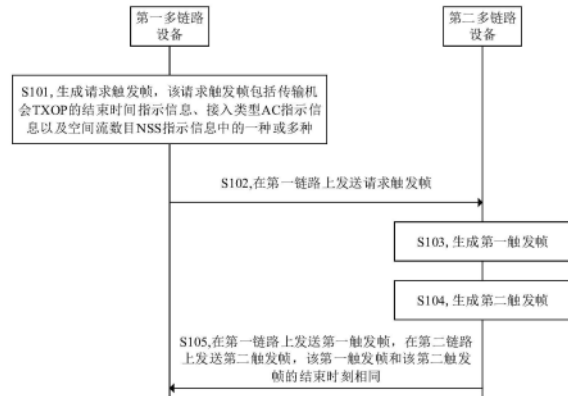 第一多链路
设备
第二多链路
设备
S101, 生成请求触发帧，该请求触发帧包括传输机
会TXOP的结束时间指示信息、接入类型AC指示信
息以及空间流数目NSS指示信息中的一种或多种
S102,在第一链路上发送请求触发帧
S103, 生成第一触发帧
S104, 生成第二触发帧
S105,在第一链路上发送第一触发帧，在第二链路
上发送第二触发帧，该第一触发帧和该第二触发
帧的结束时刻相同